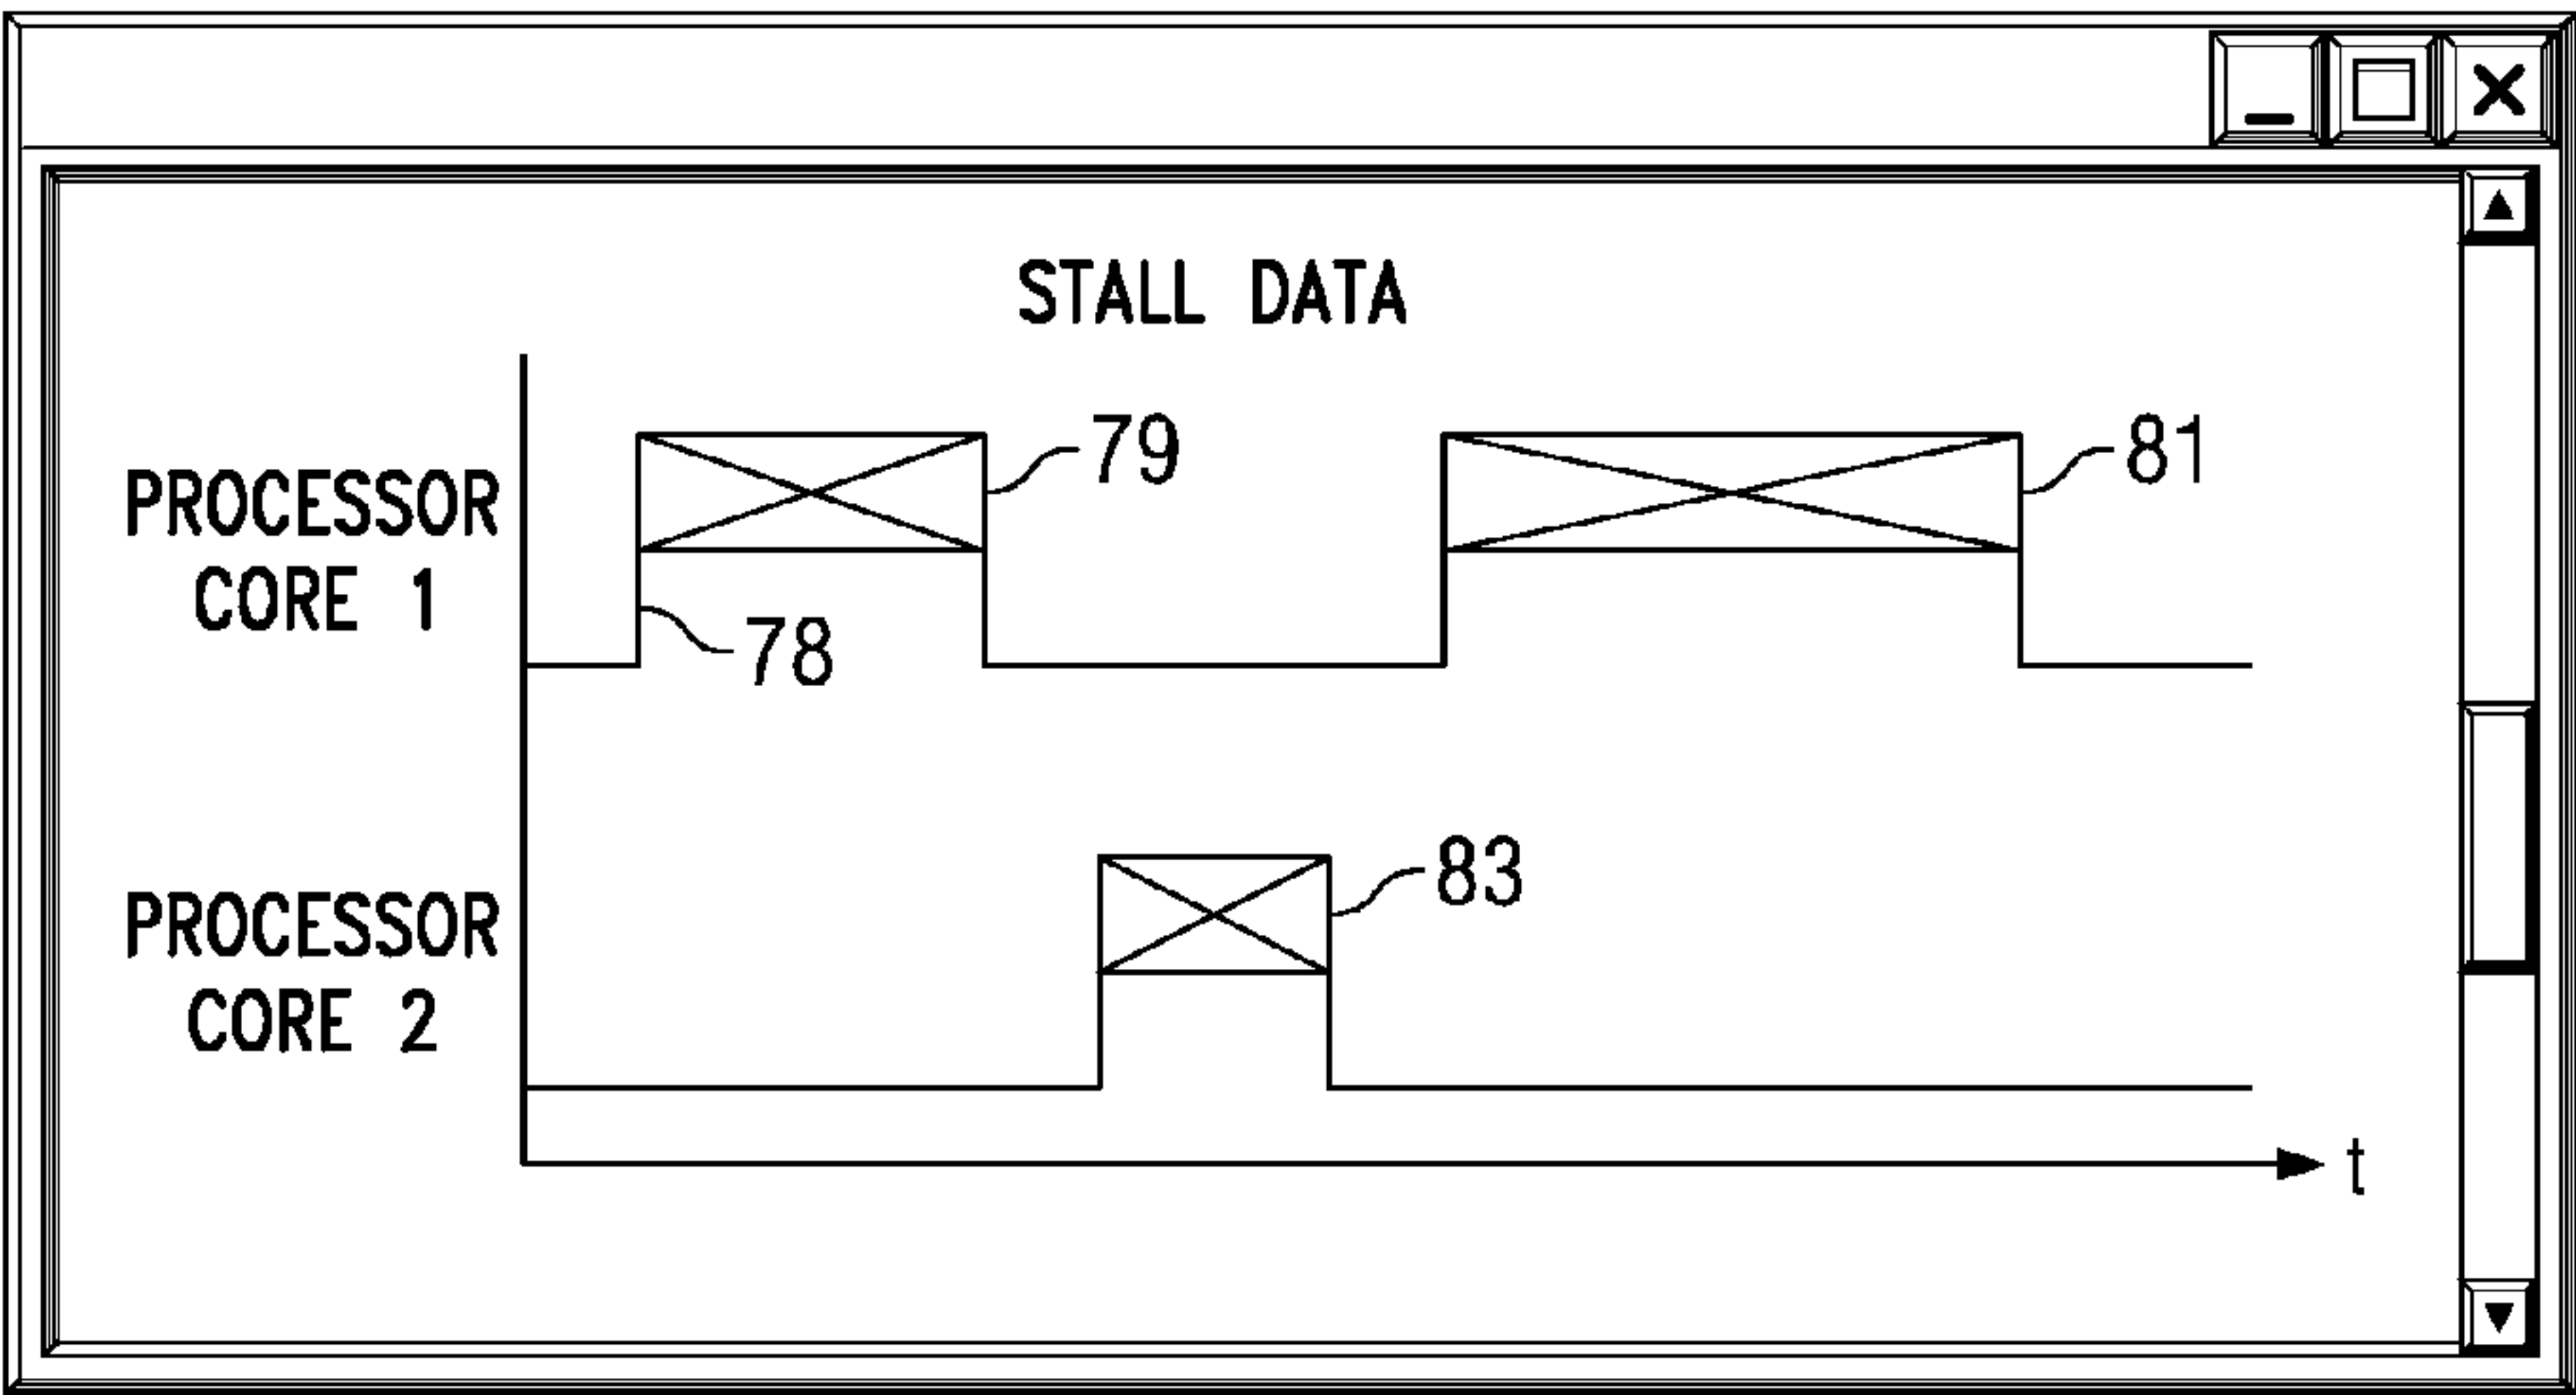 STALL DATA
PROCESSOR
CORE 1
79
81
78
PROCESSOR
CORE 2
83
t